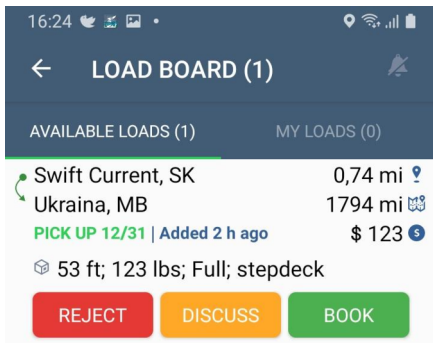 16:24
LOAD BOARD (1)
AVAILABLE LOADS (1) MY LOADS (0)
Swift Current, SK 0,74 mi
Ukraina, MB 1794 mi
PICK UP 12/31 | Added 2 h ago $ 123 S
53 ft; 123 lbs; Full; stepdeck
REJECT DISCUSS BOOK